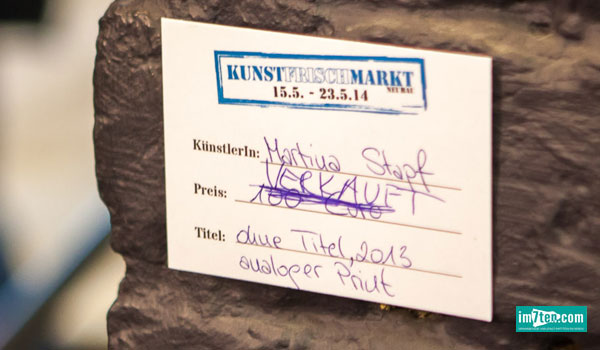 KUNSTFRISCHMARKT
NEUBAU
15.5. - 23.5.14
KünstlerIn: Martina Stapf
VERKAUFT
Preis: 100 Euro
Titel: ohne Titel, 2013
analoger Print
im7ten.com